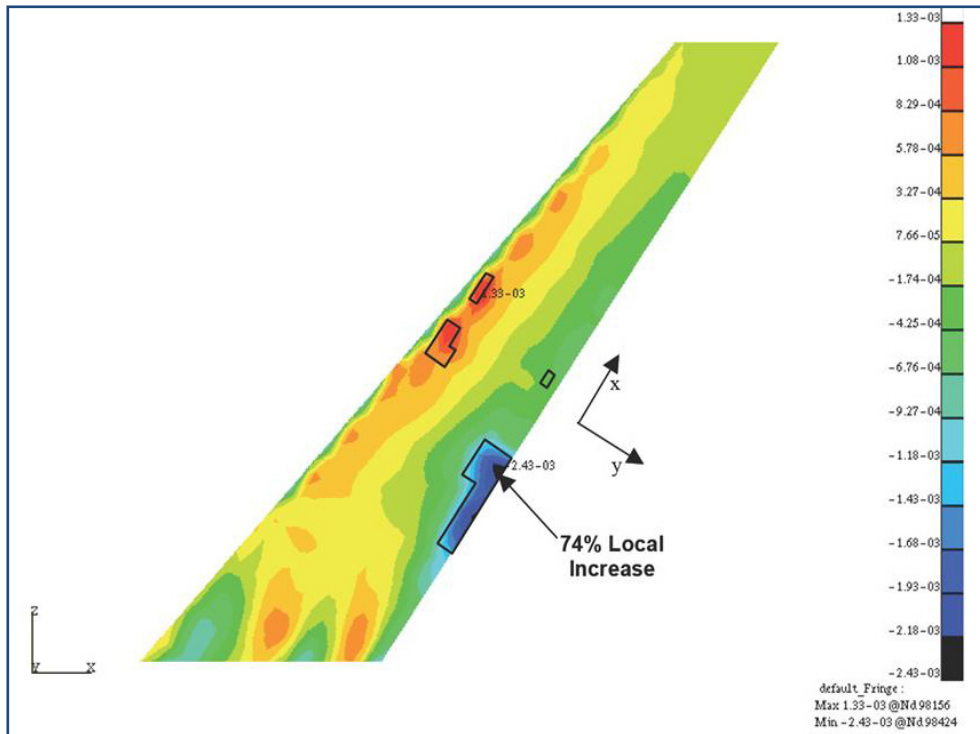 1.33-03
1.08-03
8.29-04
5.78-04
3.27-04
7.66-05
-1.74-04
-4.25-04
-6.76-04
-9.27-04
-1.18-03
-1.43-03
-1.68-03
-1.93-03
-2.18-03
-2.43-03
1.33-03
x
y
-2.43-03
74% Local
Increase
z
Y
X
default_Fringe :
Max 1.33-03 @Nd 98156
Min -2.43-03 @Nd 98424